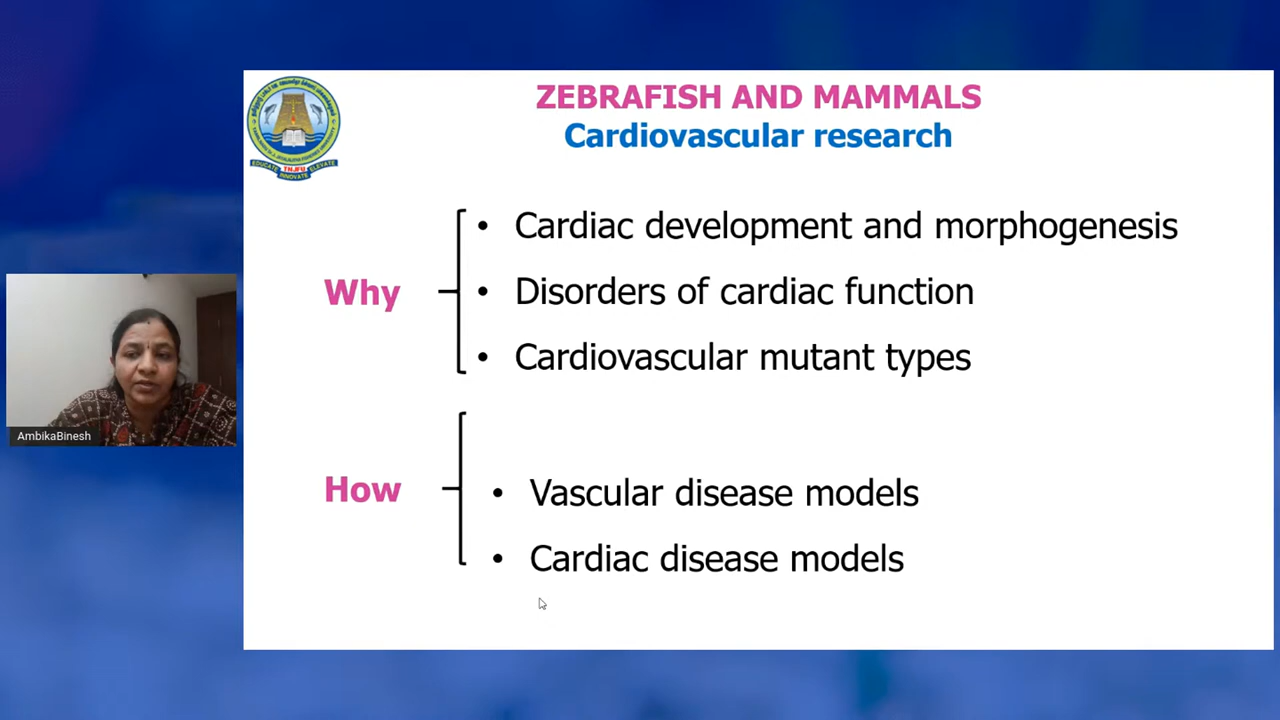 ZEBRAFISH AND MAMMALS
Cardiovascular research
EDUCATE
TNJFU
ELEVATE
INNOVATE
Why
• Cardiac development and morphogenesis
• Disorders of cardiac function
• Cardiovascular mutant types
AmbikaBinesh
How
• Vascular disease models
• Cardiac disease models